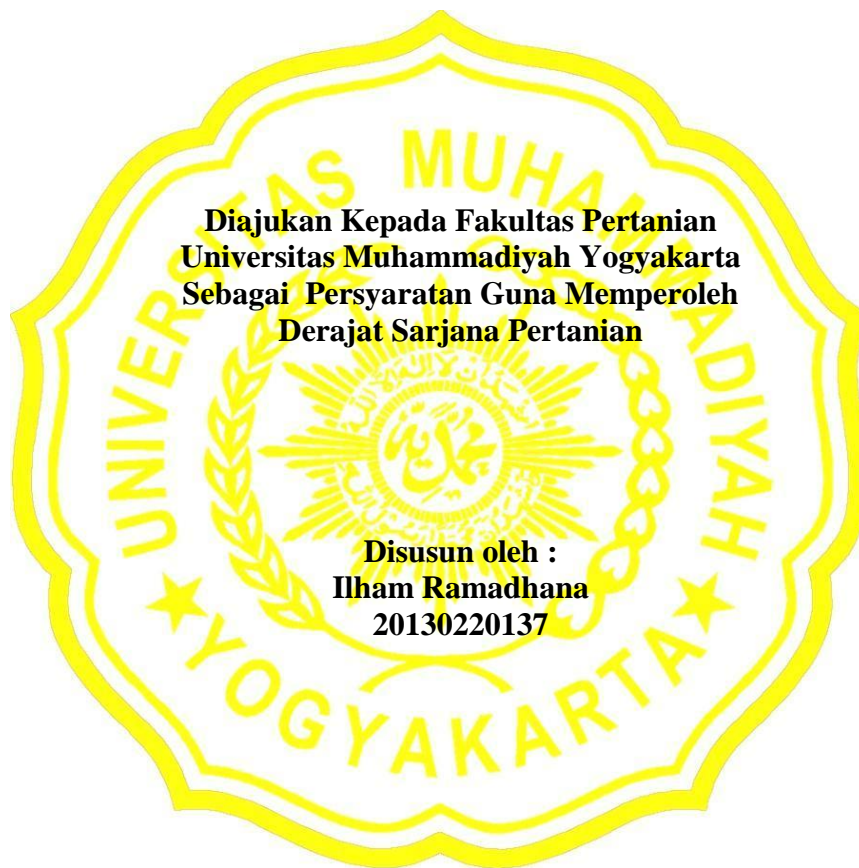 UNIVERSITAS MUHAMMADIYAH
Diajukan Kepada Fakultas Pertanian
Universitas Muhammadiyah Yogyakarta
Sebagai Persyaratan Guna Memperoleh
Derajat Sarjana Pertanian
Disusun oleh :
Ilham Ramadhana
20130220137
YOGYAKARTA